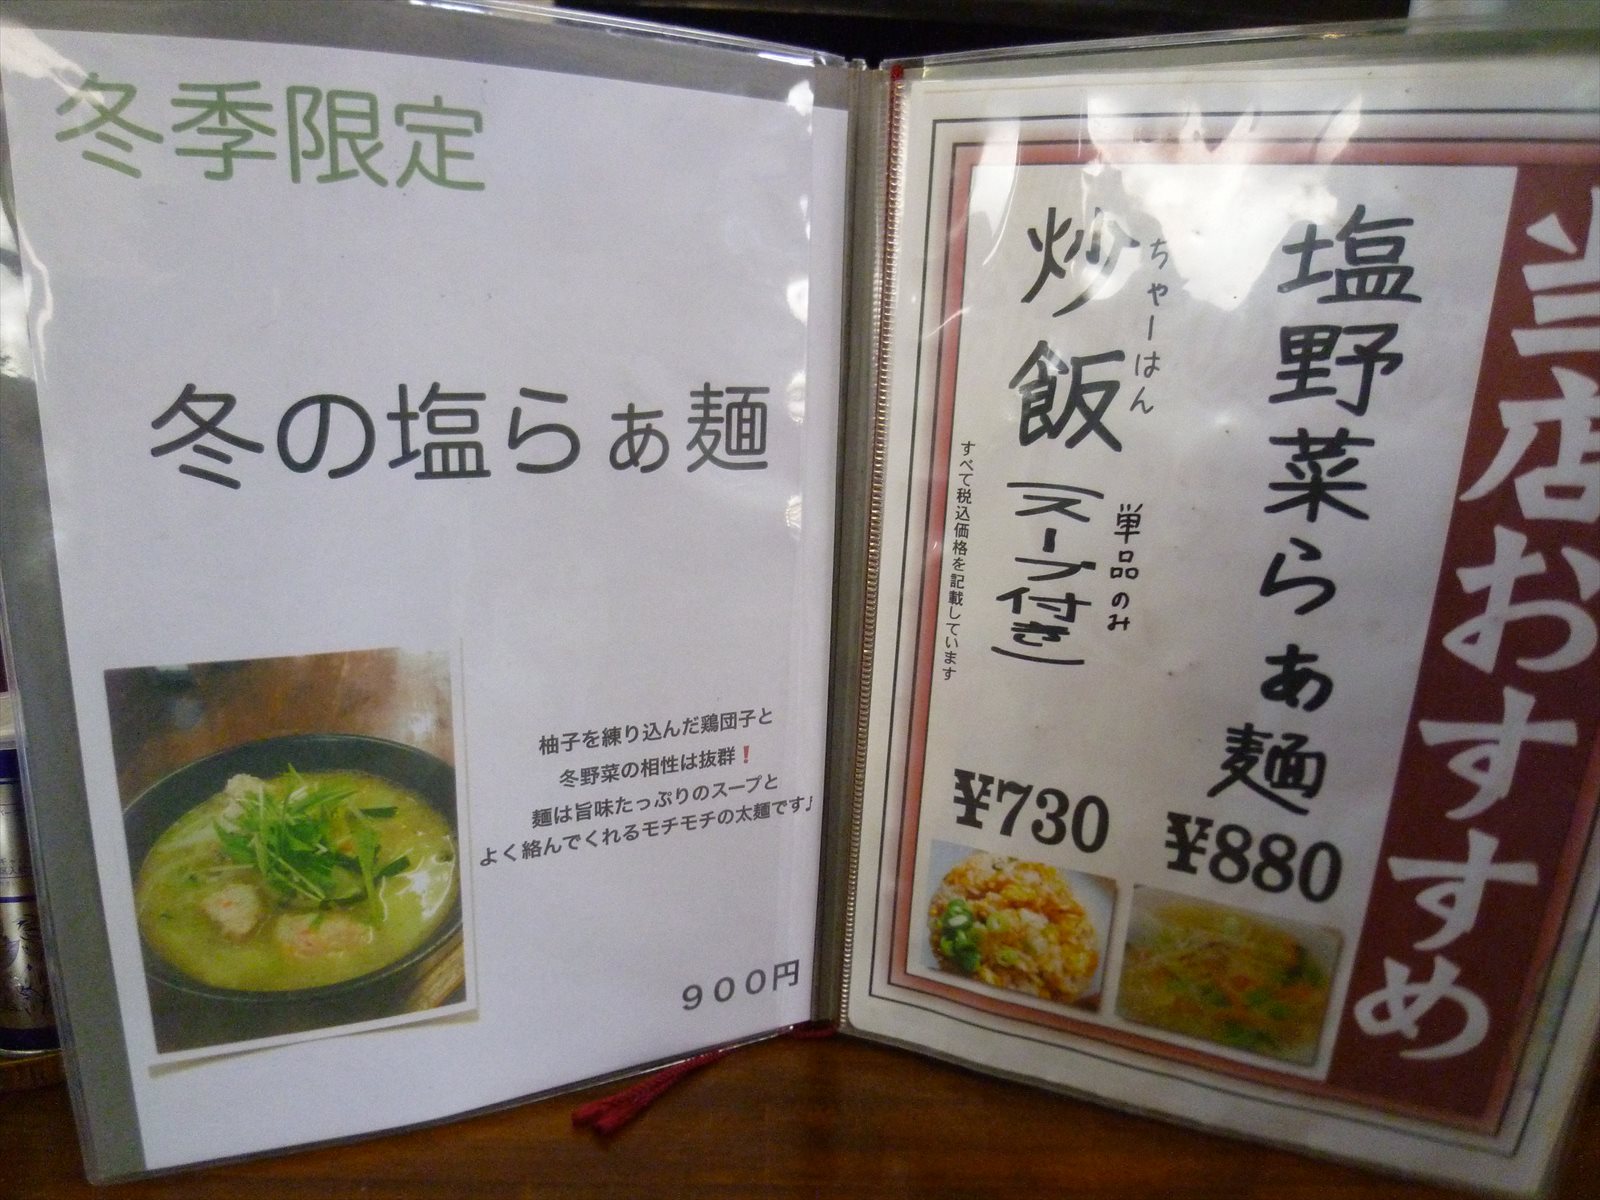 冬季限定
冬の塩らぁ麺
柚子を練り込んだ鶏団子と
冬野菜の相性は抜群❗
麺は旨味たっぷりのスープと
よく絡んでくれるモチモチの太麺です♪
９００円
当店おすすめ
塩野菜らぁ麺
¥880
ちゃーはん
炒飯(スープ付き)
単品のみ
¥730
すべて税込価格を記載しています